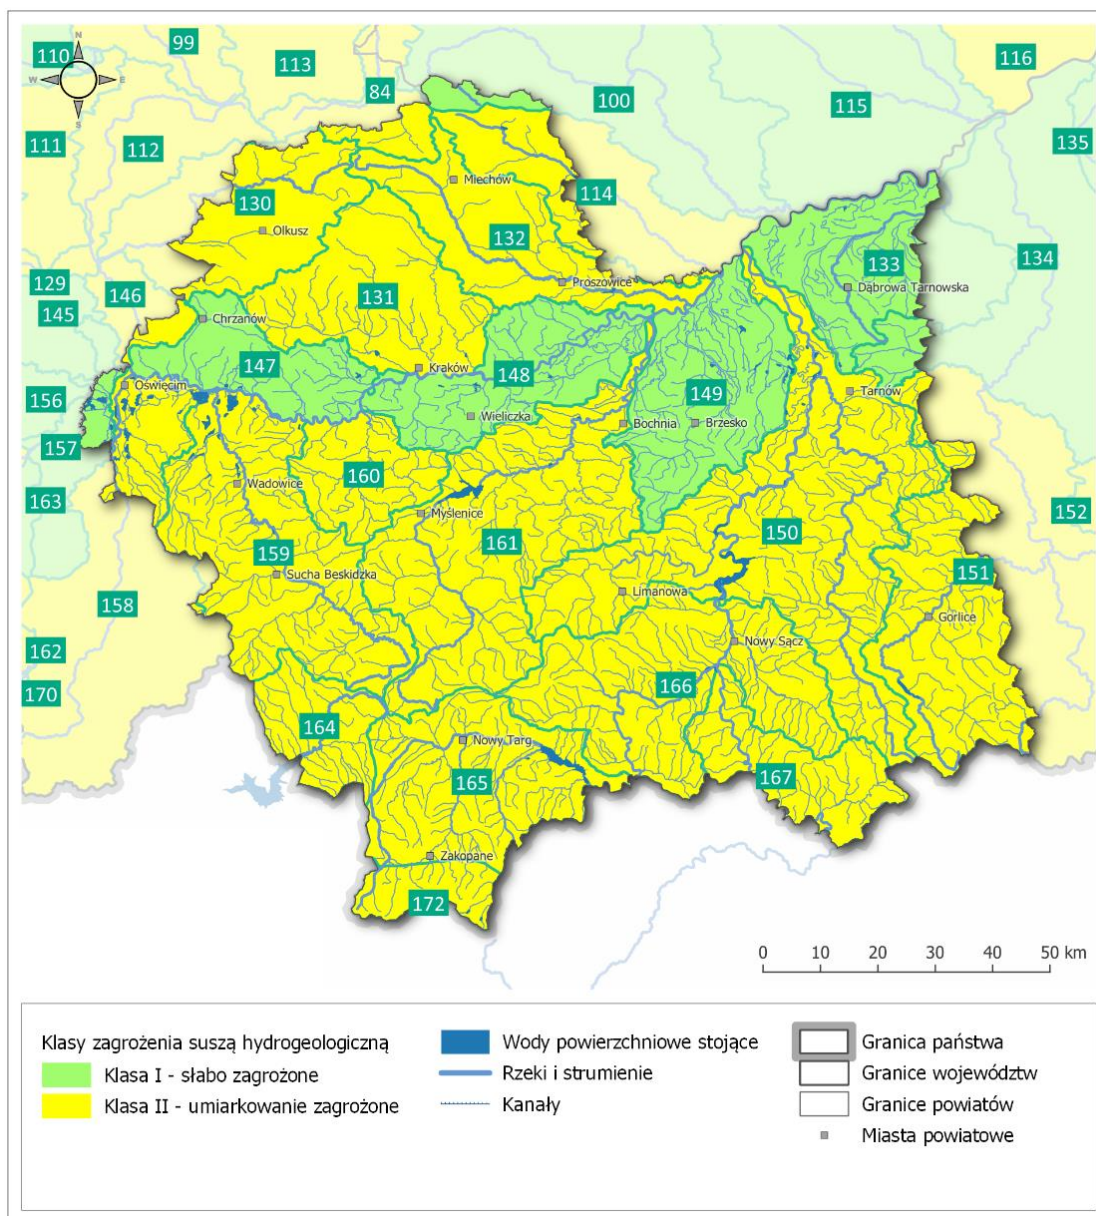 99
116
110
N
113
W
E
84
100
115
S
111
112
135
Miechów
114
130
Olkusz
132
134
133
129
146
Proszowice
Dąbrowa Tarnowska
131
145
Chrzanów
147
Kraków
148
Oświęcim
149
Tarnów
156
Wieliczka
Bochnia
Brzesko
157
160
Wadowice
163
152
Myślenice
150
161
159
Sucha Beskidzka
151
158
Limanowa
Gorlice
Nowy Sącz
162
166
170
164
Nowy Targ
165
167
Zakopane
172
0 10 20 30 40 50 km
Klasy zagrożenia suszą hydrogeologiczną
Klasa I - słabo zagrożone
Klasa II - umiarkowanie zagrożone
Wody powierzchniowe stojące
Rzeki i strumienie
Kanały
Granica państwa
Granice województw
Granice powiatów
Miasta powiatowe